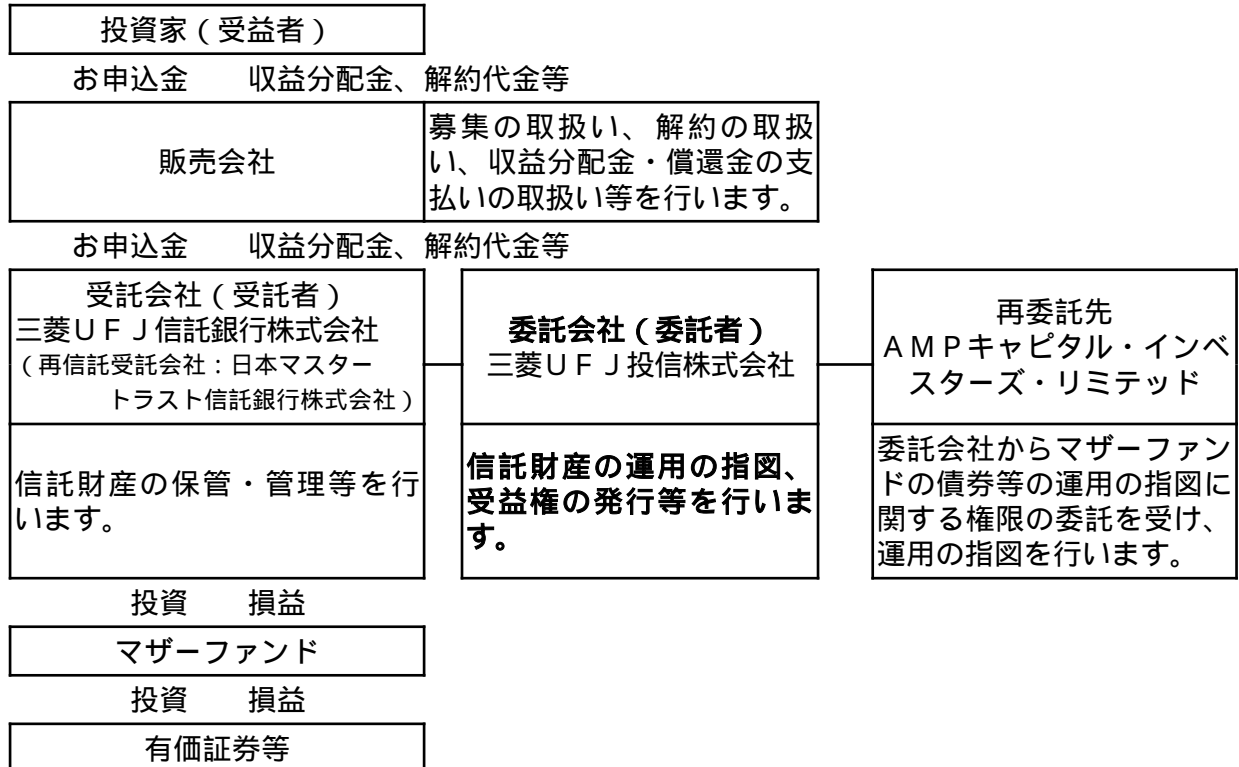 投資家(受益者)
お申込金　　収益分配金、解約代金等
販売会社
募集の取扱い、解約の取扱
い、収益分配金・償還金の支
払いの取扱い等を行います。
お申込金　　収益分配金、解約代金等
受託会社(受託者)
三菱UFJ信託銀行株式会社
(再信託受託会社:日本マスター
トラスト信託銀行株式会社)
信託財産の保管・管理等を行
います。
委託会社(委託者)
三菱UFJ投信株式会社
信託財産の運用の指図、
受益権の発行等を行いま
す。
再委託先
AMPキャピタル・インベ
スターズ・リミテッド
委託会社からマザーファン
ドの債券等の運用の指図に
関する権限の委託を受け、
運用の指図を行います。
投資　　損益
マザーファンド
投資　　損益
有価証券等